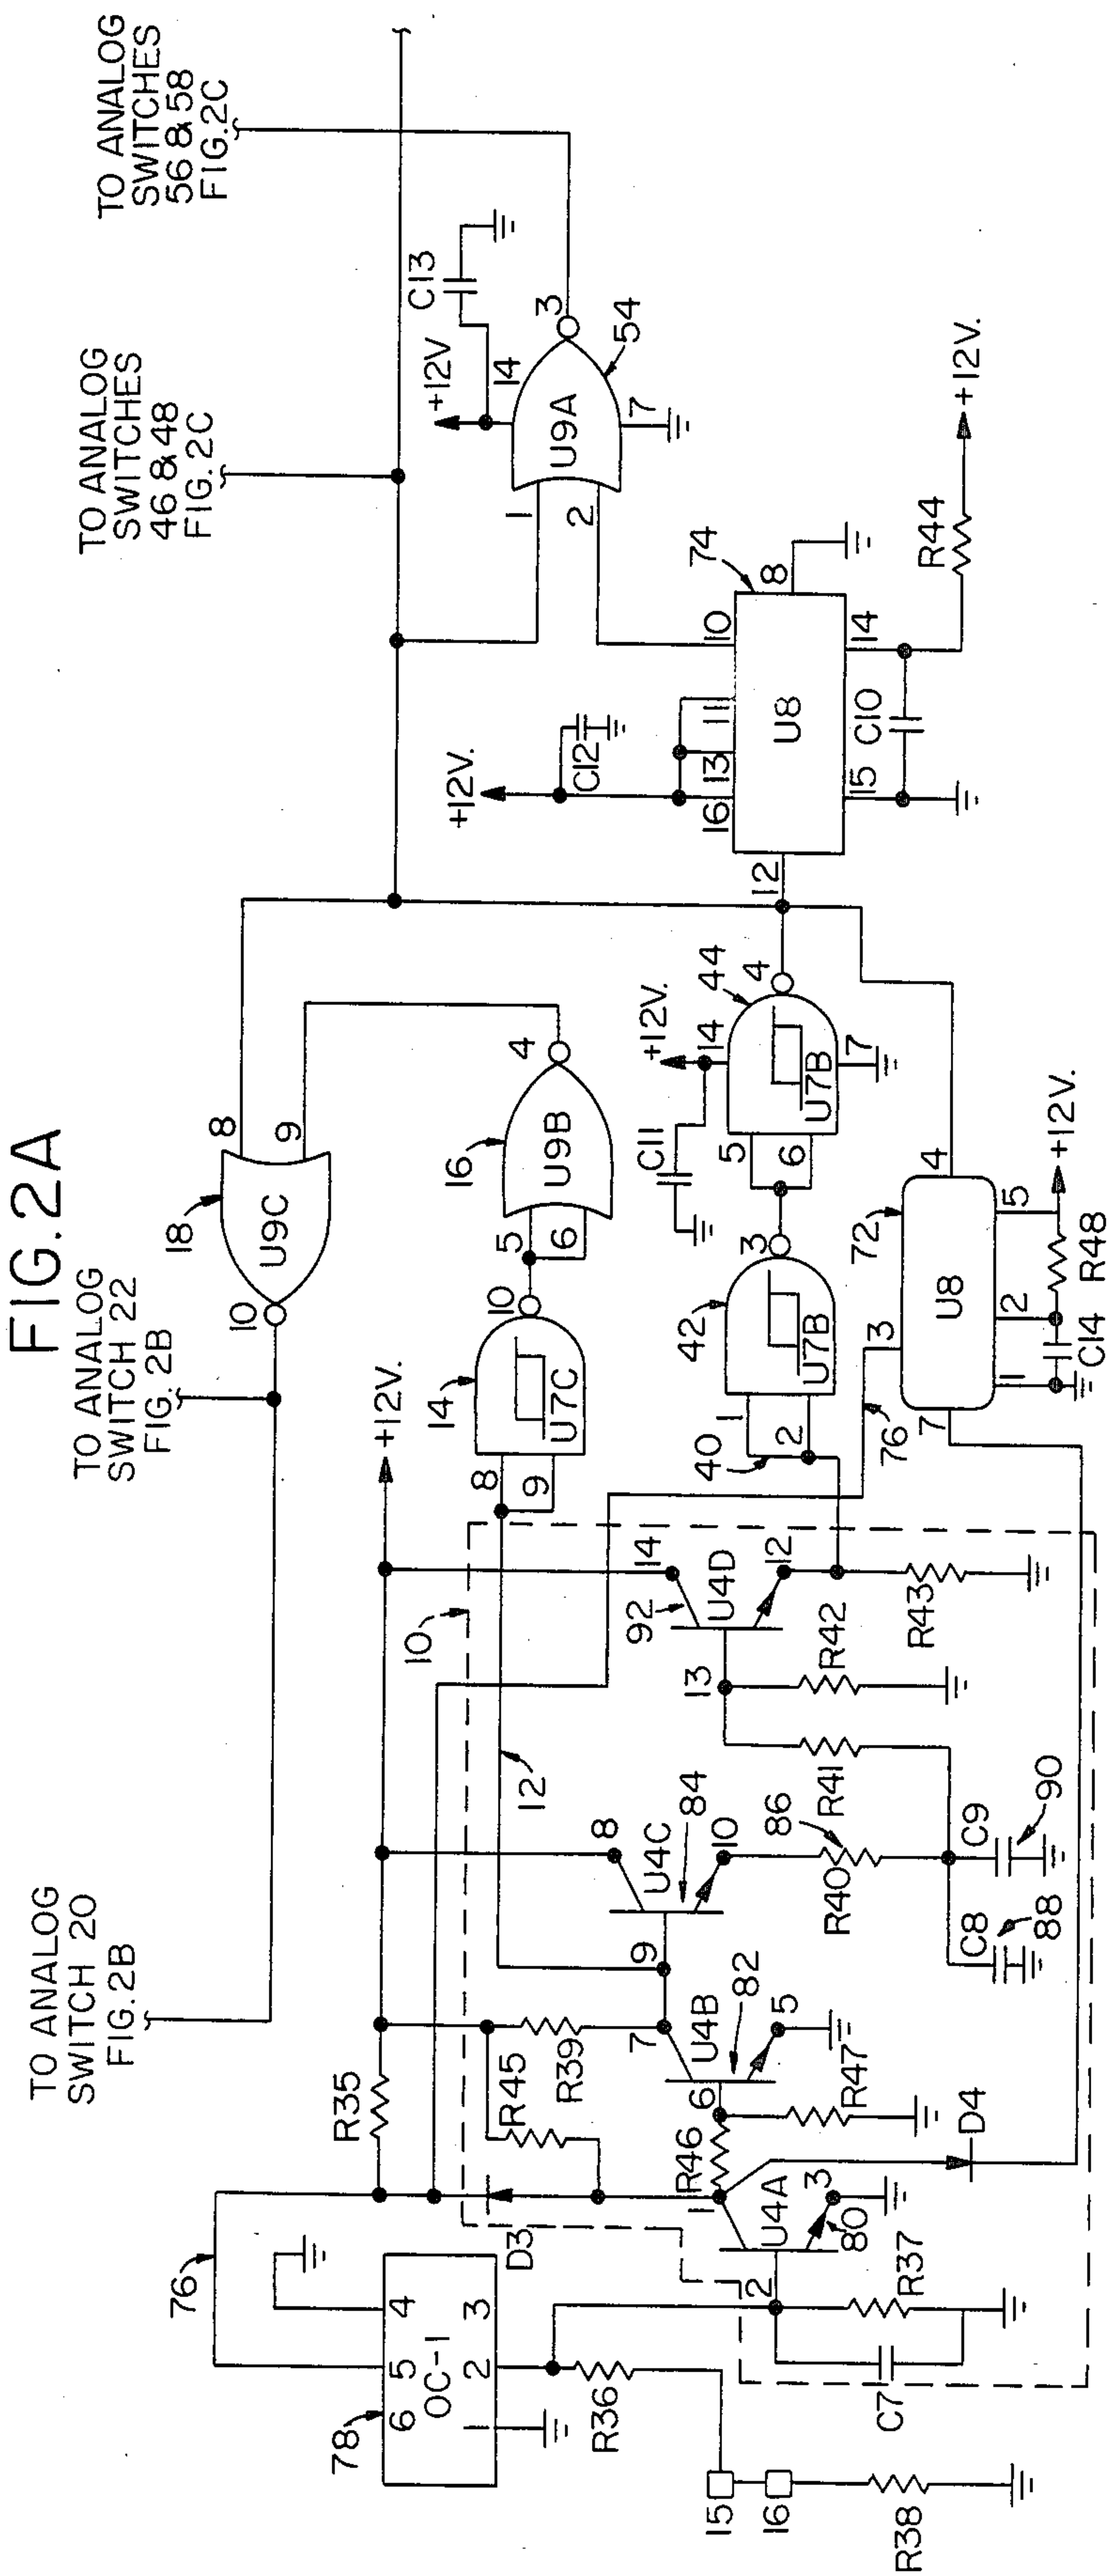 FIG.2A
TO ANALOG
SWITCH 20
FIG.2B
TO ANALOG
SWITCH 22
FIG.2B
TO ANALOG
SWITCHES
46 & 48
FIG.2C
TO ANALOG
SWITCHES
56 & 58
FIG.2C
76
78
6
5
4
OC-1
1
2
3
R36
15
16
R38
R35
+12V.
D3
R45
R39
10
12
2
1
U4A
3
80
R37
C7
R46
6
7
U4B
82
5
R47
D4
9
8
U4C
84
10
R40
86
C8
88
C9
90
R41
13
92
14
U4D
12
R42
R43
18
U9C
10
8
9
14
8
9
U7C
10
16
5
6
U9B
4
40
1
2
42
U7B
3
C11
+12V.
5
6
14
44
U7B
4
7
76
72
7
3
U8
4
1
2
5
C14
R48
+12V.
+12V.
C12
12
16
13
11
10
74
U8
8
15
14
C10
R44
+12V.
1
2
U9A
14
+12V
C13
3
54
7